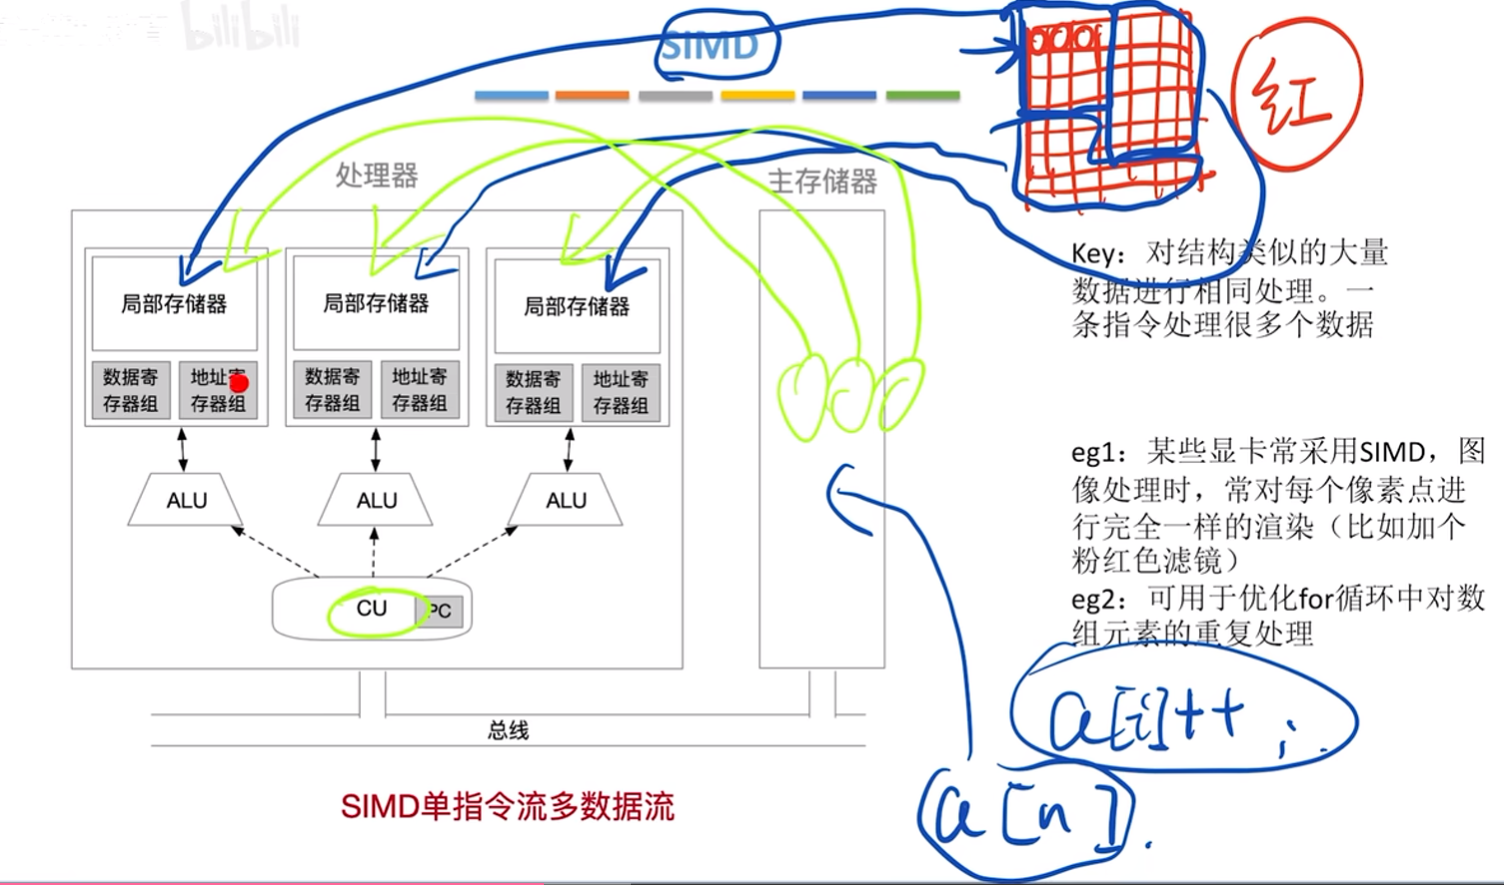 bilibili
SIMD
红
处理器
主存储器
局部存储器
局部存储器
局部存储器
数据寄
存器组
地址寄
存器组
数据寄
存器组
地址寄
存器组
数据寄
存器组
地址寄
存器组
ALU
ALU
ALU
CU
PC
总线
SIMD单指令流多数据流
Key：对结构类似的大量
数据进行相同处理。一
条指令处理很多个数据
eg1：某些显卡常采用SIMD，图
像处理时，常对每个像素点进
行完全一样的渲染（比如加个
粉红色滤镜）
eg2：可用于优化for循环中对数
组元素的重复处理
a[i]++;
a[n].